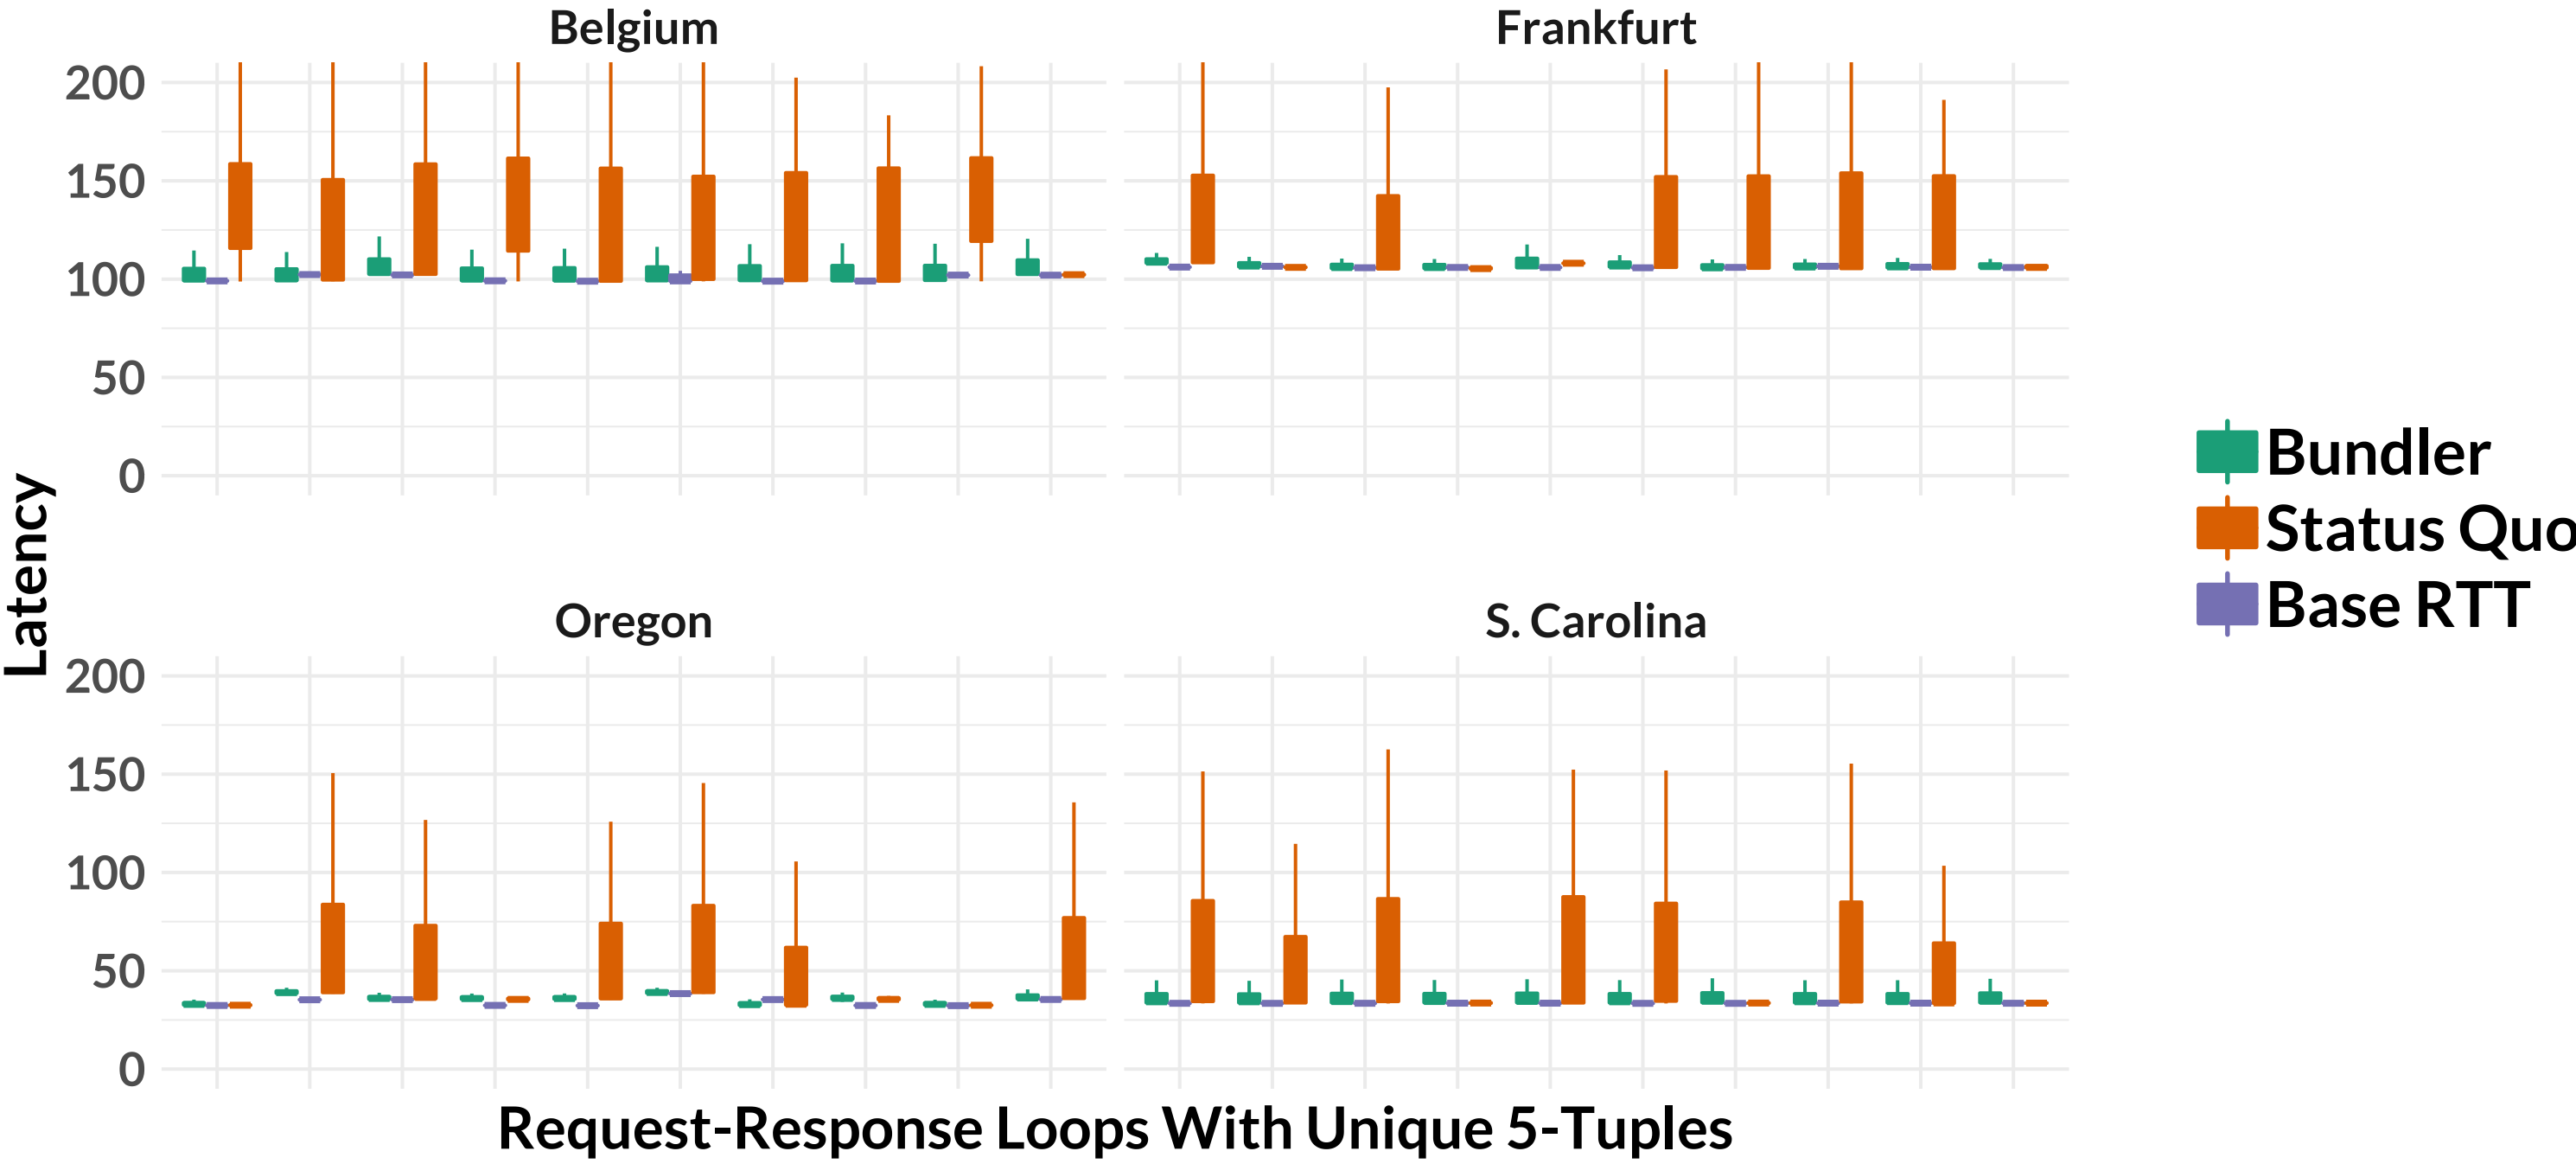 Belgium
Frankfurt
200
150
100
50
0
Latency
Bundler
Status Quo
Base RTT
Oregon
S. Carolina
200
150
100
50
0
Request-Response Loops With Unique 5-Tuples